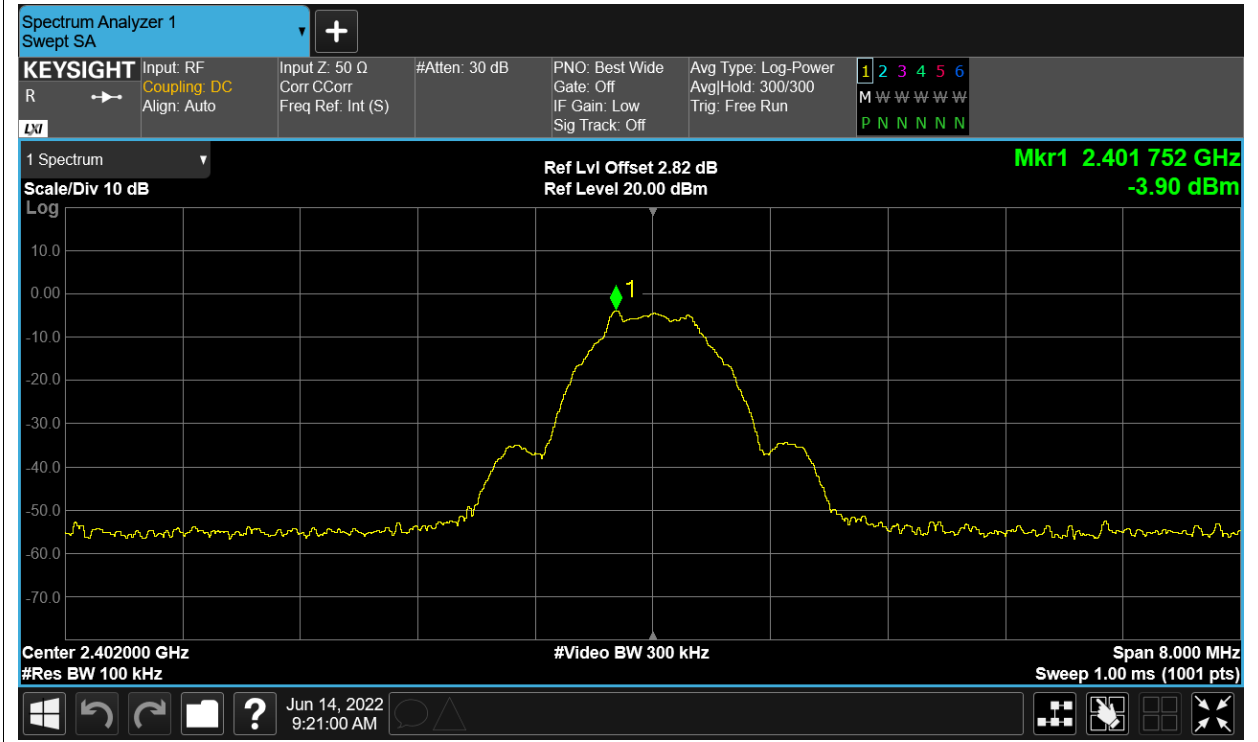 Spectrum Analyzer 1
Swept SA
KEYSIGHT
R
LXI
Input: RF
Coupling: DC
Align: Auto
Input Z: 50 Ω
Corr CCorr
Freq Ref: Int (S)
#Atten: 30 dB
PNO: Best Wide
Gate: Off
IF Gain: Low
Sig Track: Off
Avg Type: Log-Power
Avg|Hold: 300/300
Trig: Free Run
1 2 3 4 5 6
M W W W W W
P N N N N N
1 Spectrum
Scale/Div 10 dB
Log
Ref Lvl Offset 2.82 dB
Ref Level 20.00 dBm
Mkr1 2.401 752 GHz
-3.90 dBm
1
10.0
0.00
-10.0
-20.0
-30.0
-40.0
-50.0
-60.0
-70.0
Center 2.402000 GHz
#Res BW 100 kHz
#Video BW 300 kHz
Span 8.000 MHz
Sweep 1.00 ms (1001 pts)
?
Jun 14, 2022
9:21:00 AM